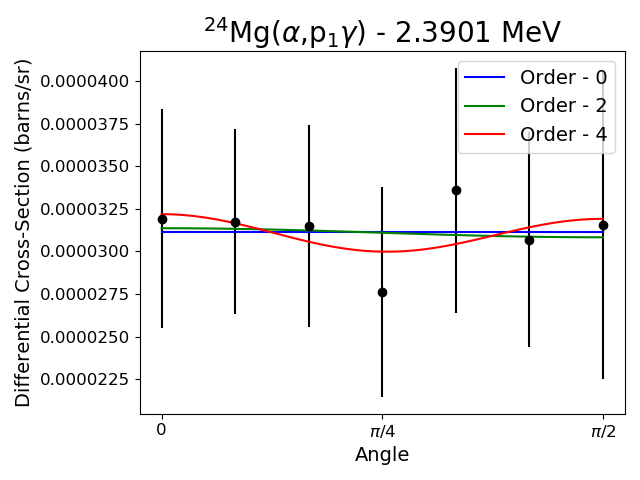 ²⁴Mg(α,p₁γ) - 2.3901 MeV
Order - 0
Order - 2
Order - 4
Differential Cross-Section (barns/sr)
0.0000400
0.0000375
0.0000350
0.0000325
0.0000300
0.0000275
0.0000250
0.0000225
0 π/4 π/2
Angle